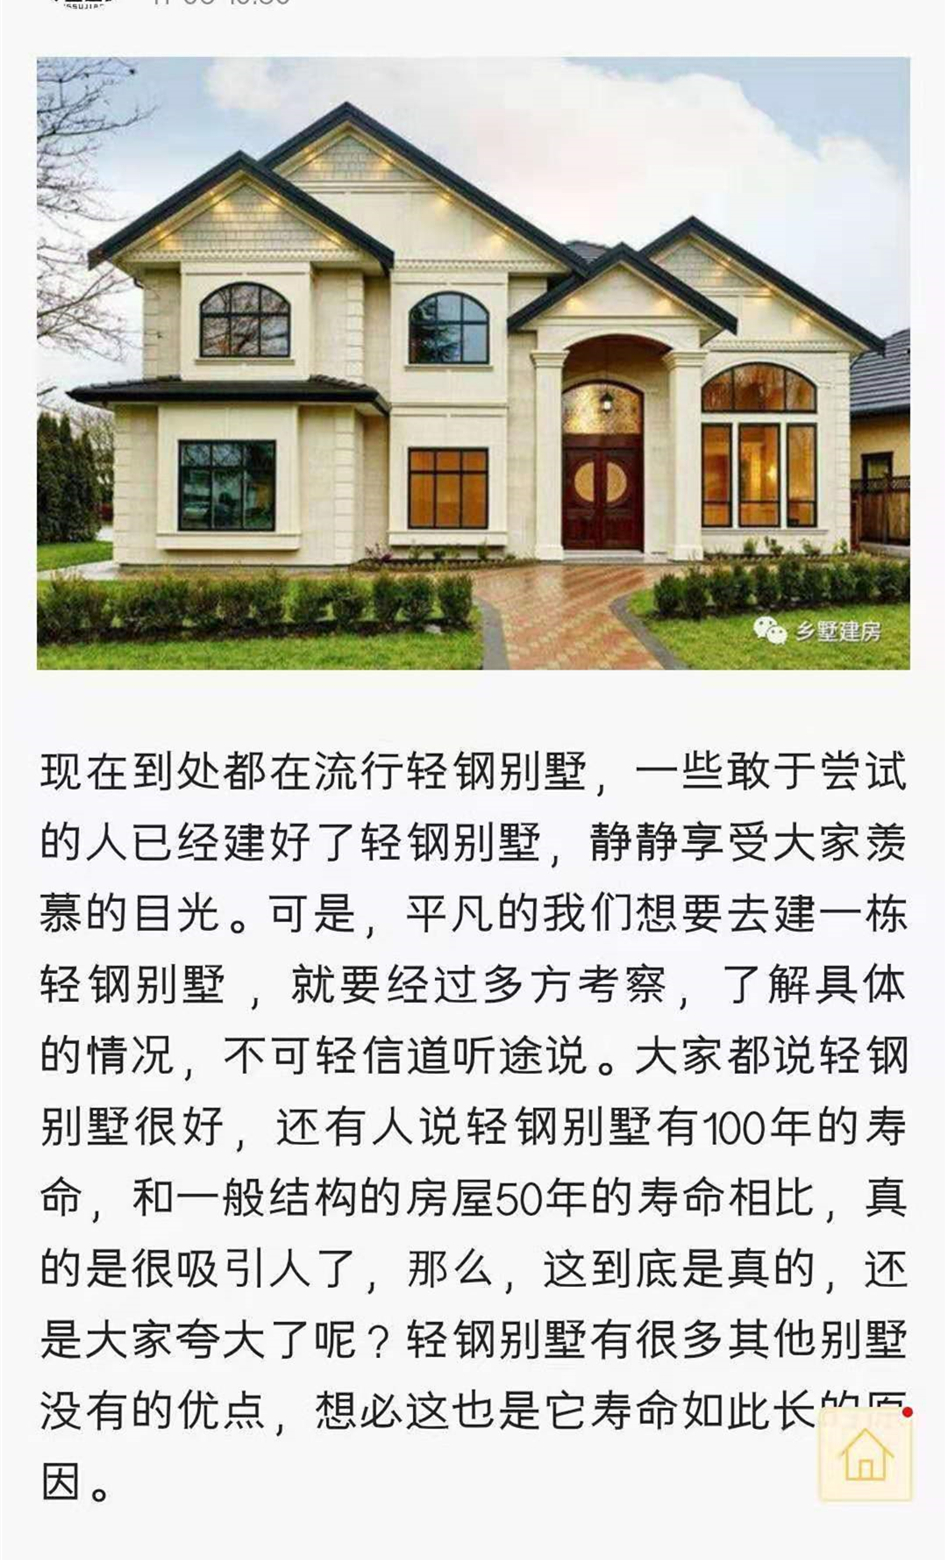 乡墅建房
现在到处都在流行轻钢别墅，一些敢于尝试
的人已经建好了轻钢别墅，静静享受大家羡
慕的目光。可是，平凡的我们想要去建一栋
轻钢别墅 ，就要经过多方考察，了解具体
的情况，不可轻信道听途说。大家都说轻钢
别墅很好，还有人说轻钢别墅有100年的寿
命，和一般结构的房屋50年的寿命相比，真
的是很吸引人了，那么，这到底是真的，还
是大家夸大了呢？轻钢别墅有很多其他别墅
没有的优点，想必这也是它寿命如此长的原
因。